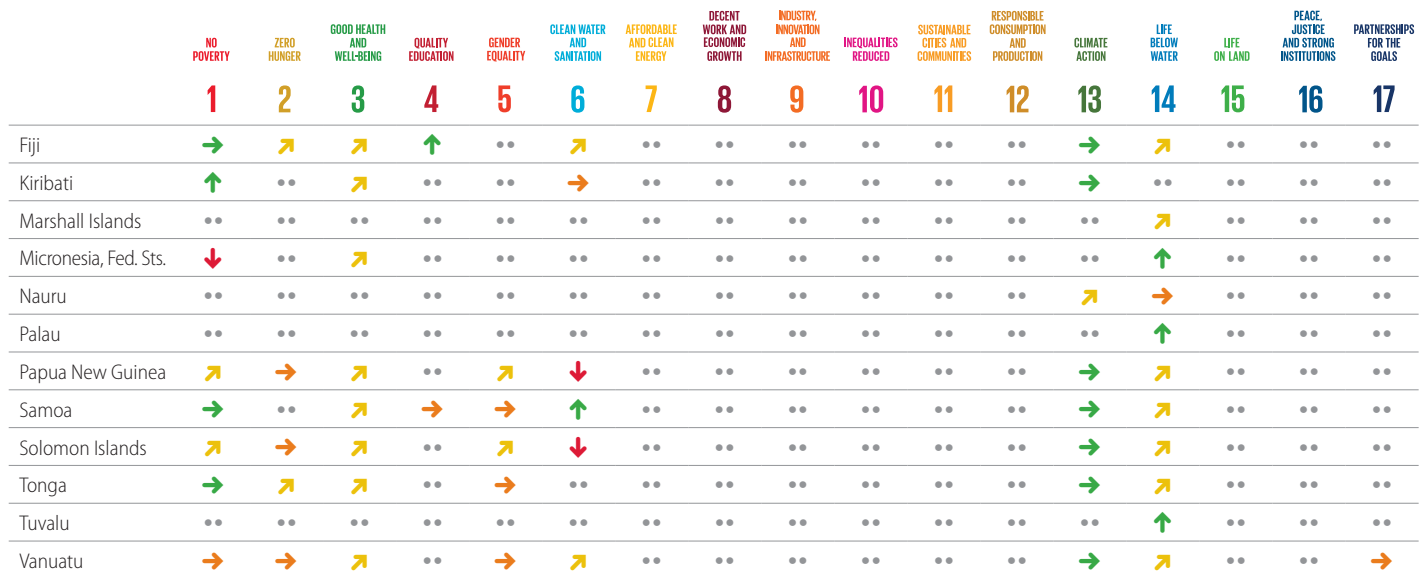 NO
POVERTY
ZERO
HUNGER
GOOD HEALTH
AND
WELL-BEING
QUALITY
EDUCATION
GENDER
EQUALITY
CLEAN WATER
AND
SANITATION
AFFORDABLE
AND CLEAN
ENERGY
DECENT
WORK AND
ECONOMIC
GROWTH
INDUSTRY,
INNOVATION
AND
INFRASTRUCTURE
INEQUALITIES
REDUCED
SUSTAINABLE
CITIES AND
COMMUNITIES
RESPONSIBLE
CONSUMPTION
AND
PRODUCTION
CLIMATE
ACTION
LIFE
BELOW
WATER
LIFE
ON LAND
PEACE,
JUSTICE
AND STRONG
INSTITUTIONS
PARTNERSHIPS
FOR THE
GOALS
1 2 3 4 5 6 7 8 9 10 11 12 13 14 15 16 17
Fiji
Kiribati
Marshall Islands
Micronesia, Fed. Sts.
Nauru
Palau
Papua New Guinea
Samoa
Solomon Islands
Tonga
Tuvalu
Vanuatu